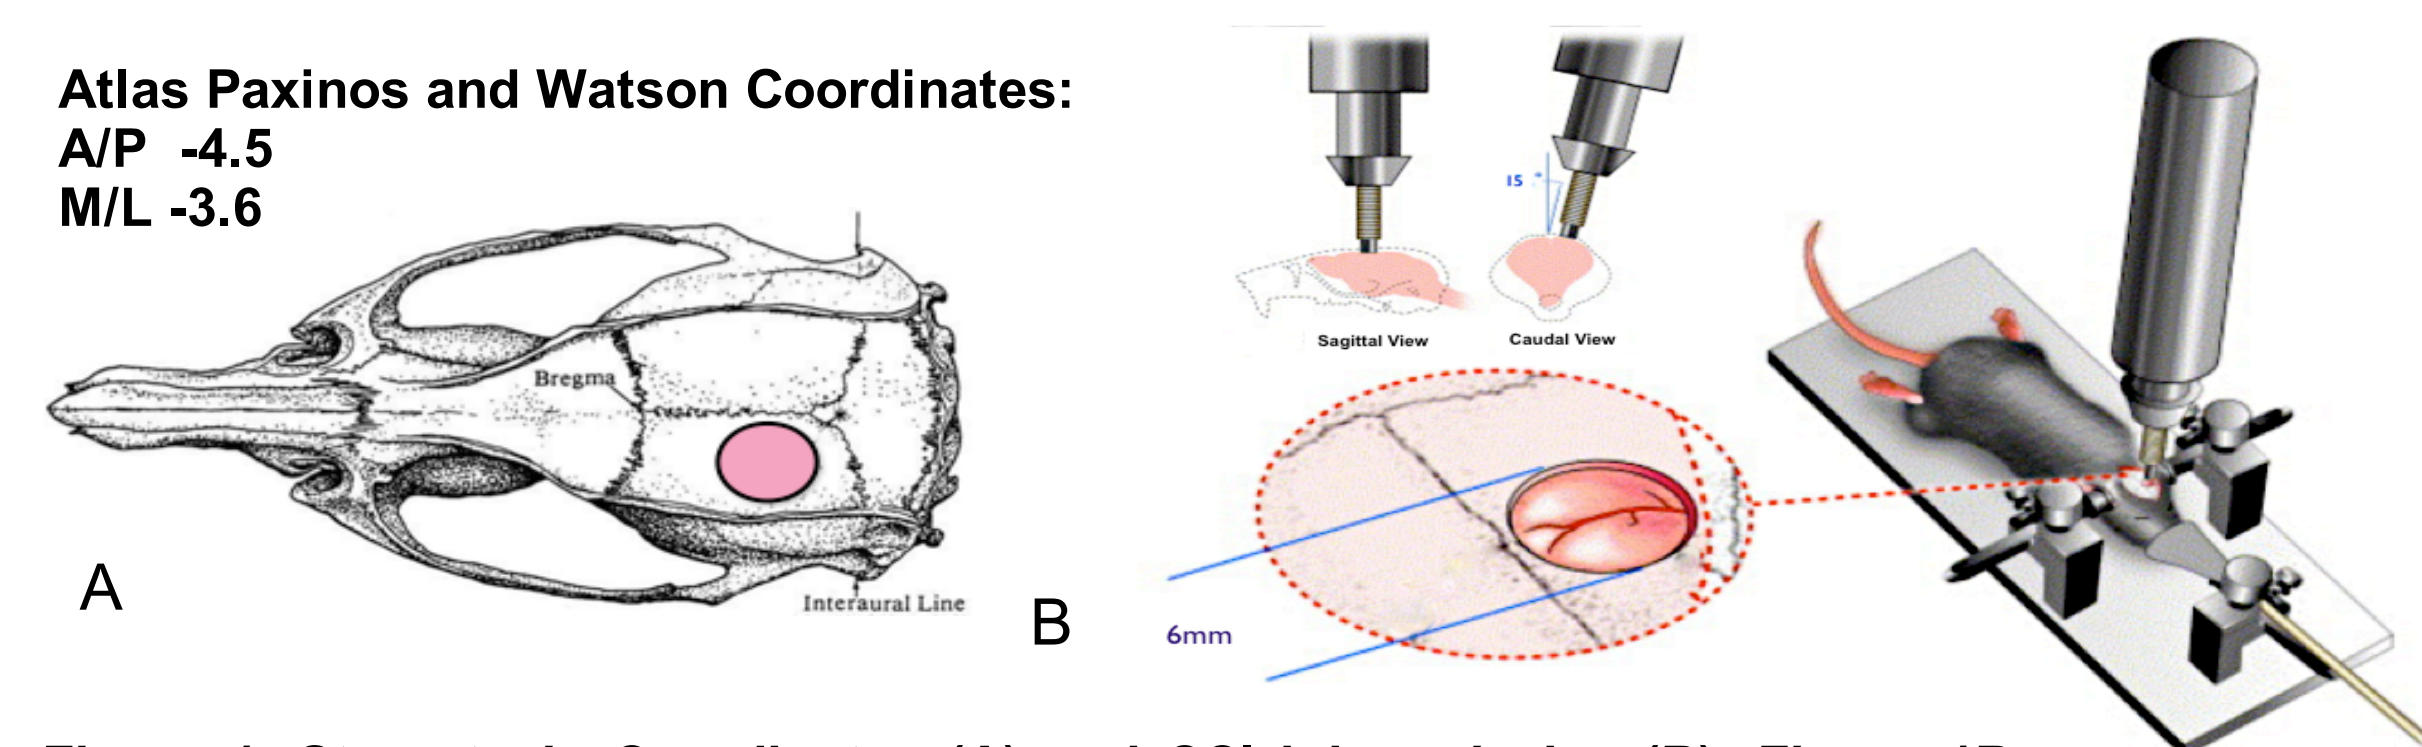 Atlas Paxinos and Watson Coordinates:
A/P -4.5
M/L -3.6
Bregma
Interaural Line
A
15 °
Sagittal View
Caudal View
6mm
B